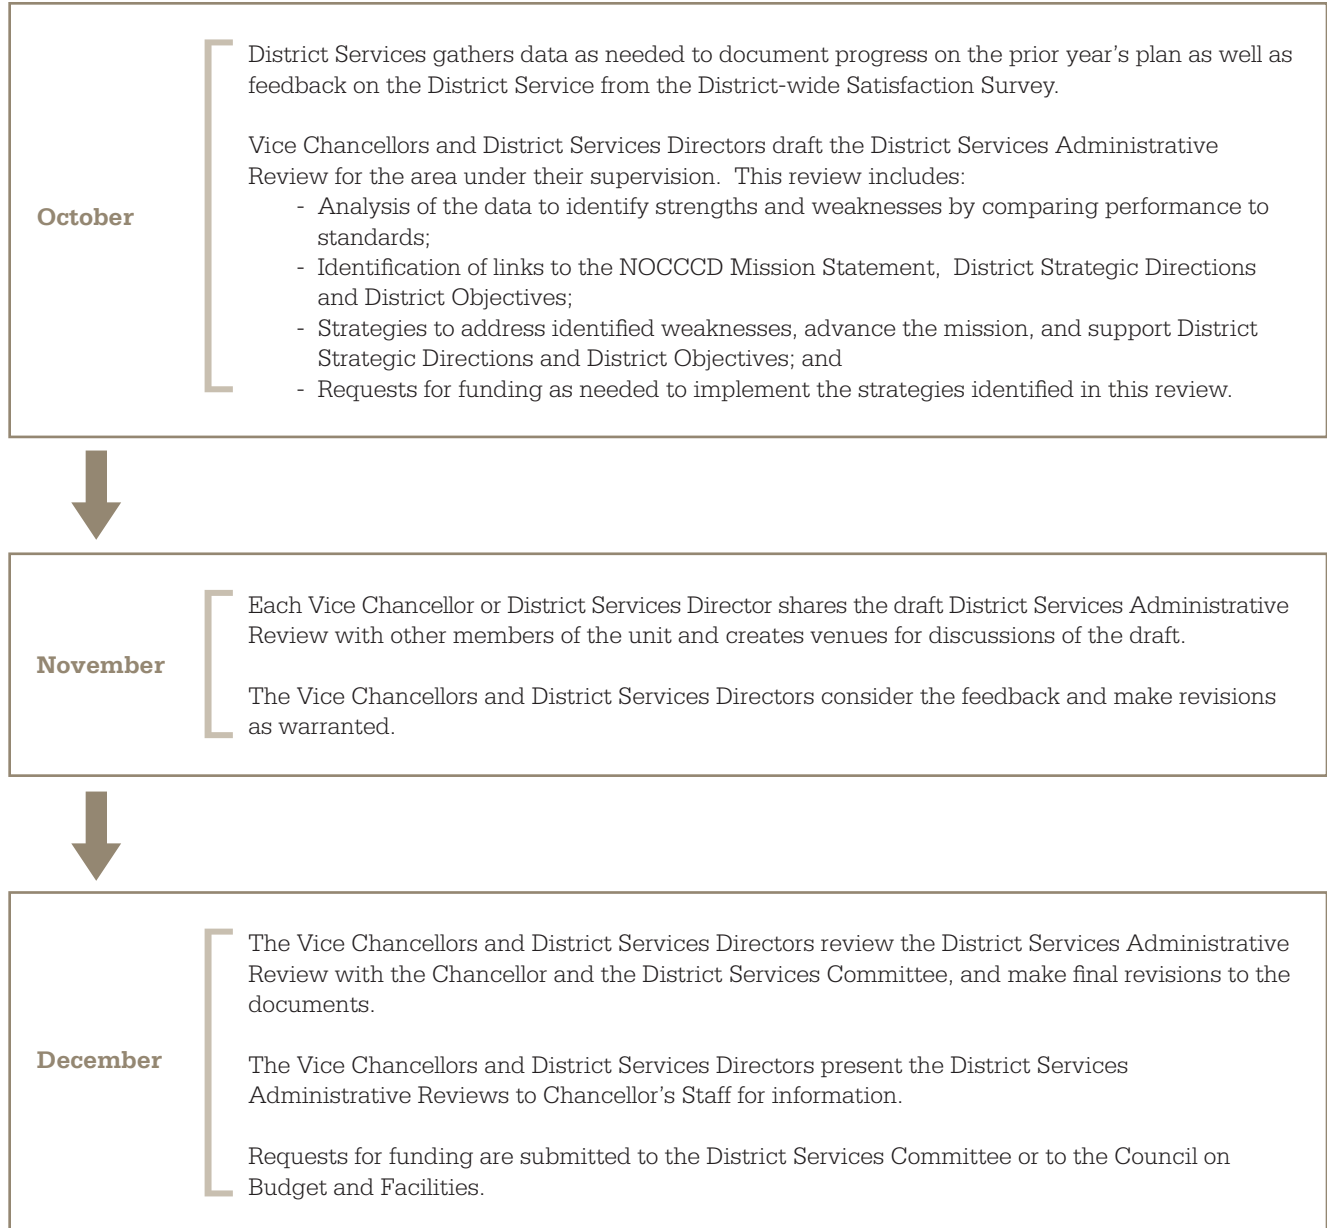 October
District Services gathers data as needed to document progress on the prior year’s plan as well as
feedback on the District Service from the District-wide Satisfaction Survey.
Vice Chancellors and District Services Directors draft the District Services Administrative
Review for the area under their supervision.  This review includes:
- Analysis of the data to identify strengths and weaknesses by comparing performance to
standards;
- Identification of links to the NOCCCD Mission Statement,  District Strategic Directions
and District Objectives;
- Strategies to address identified weaknesses, advance the mission, and support District
Strategic Directions and District Objectives; and
- Requests for funding as needed to implement the strategies identified in this review.
November
Each Vice Chancellor or District Services Director shares the draft District Services Administrative
Review with other members of the unit and creates venues for discussions of the draft.
The Vice Chancellors and District Services Directors consider the feedback and make revisions
as warranted.
December
The Vice Chancellors and District Services Directors review the District Services Administrative
Review with the Chancellor and the District Services Committee, and make final revisions to the
documents.
The Vice Chancellors and District Services Directors present the District Services
Administrative Reviews to Chancellor’s Staff for information.
Requests for funding are submitted to the District Services Committee or to the Council on
Budget and Facilities.